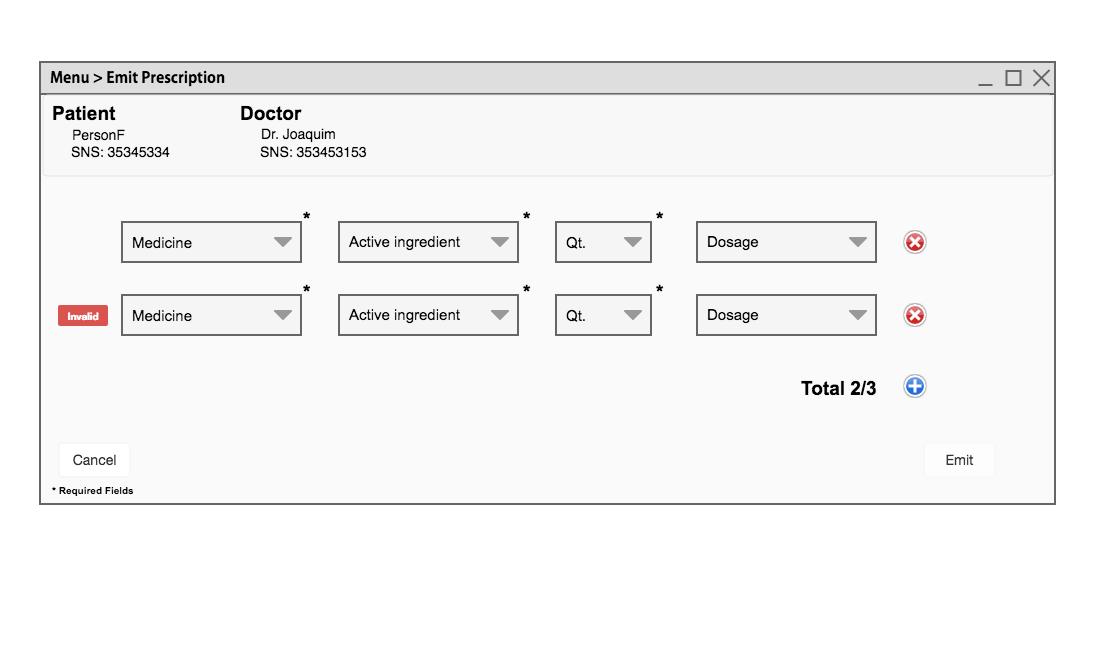 Menu > Emit Prescription
Patient Doctor
PersonF Dr. Joaquim
SNS: 35345334 SNS: 353453153
* * *
Medicine Active ingredient Qt. Dosage
* * *
Invalid Medicine Active ingredient Qt. Dosage
Total 2/3
Cancel Emit
* Required Fields